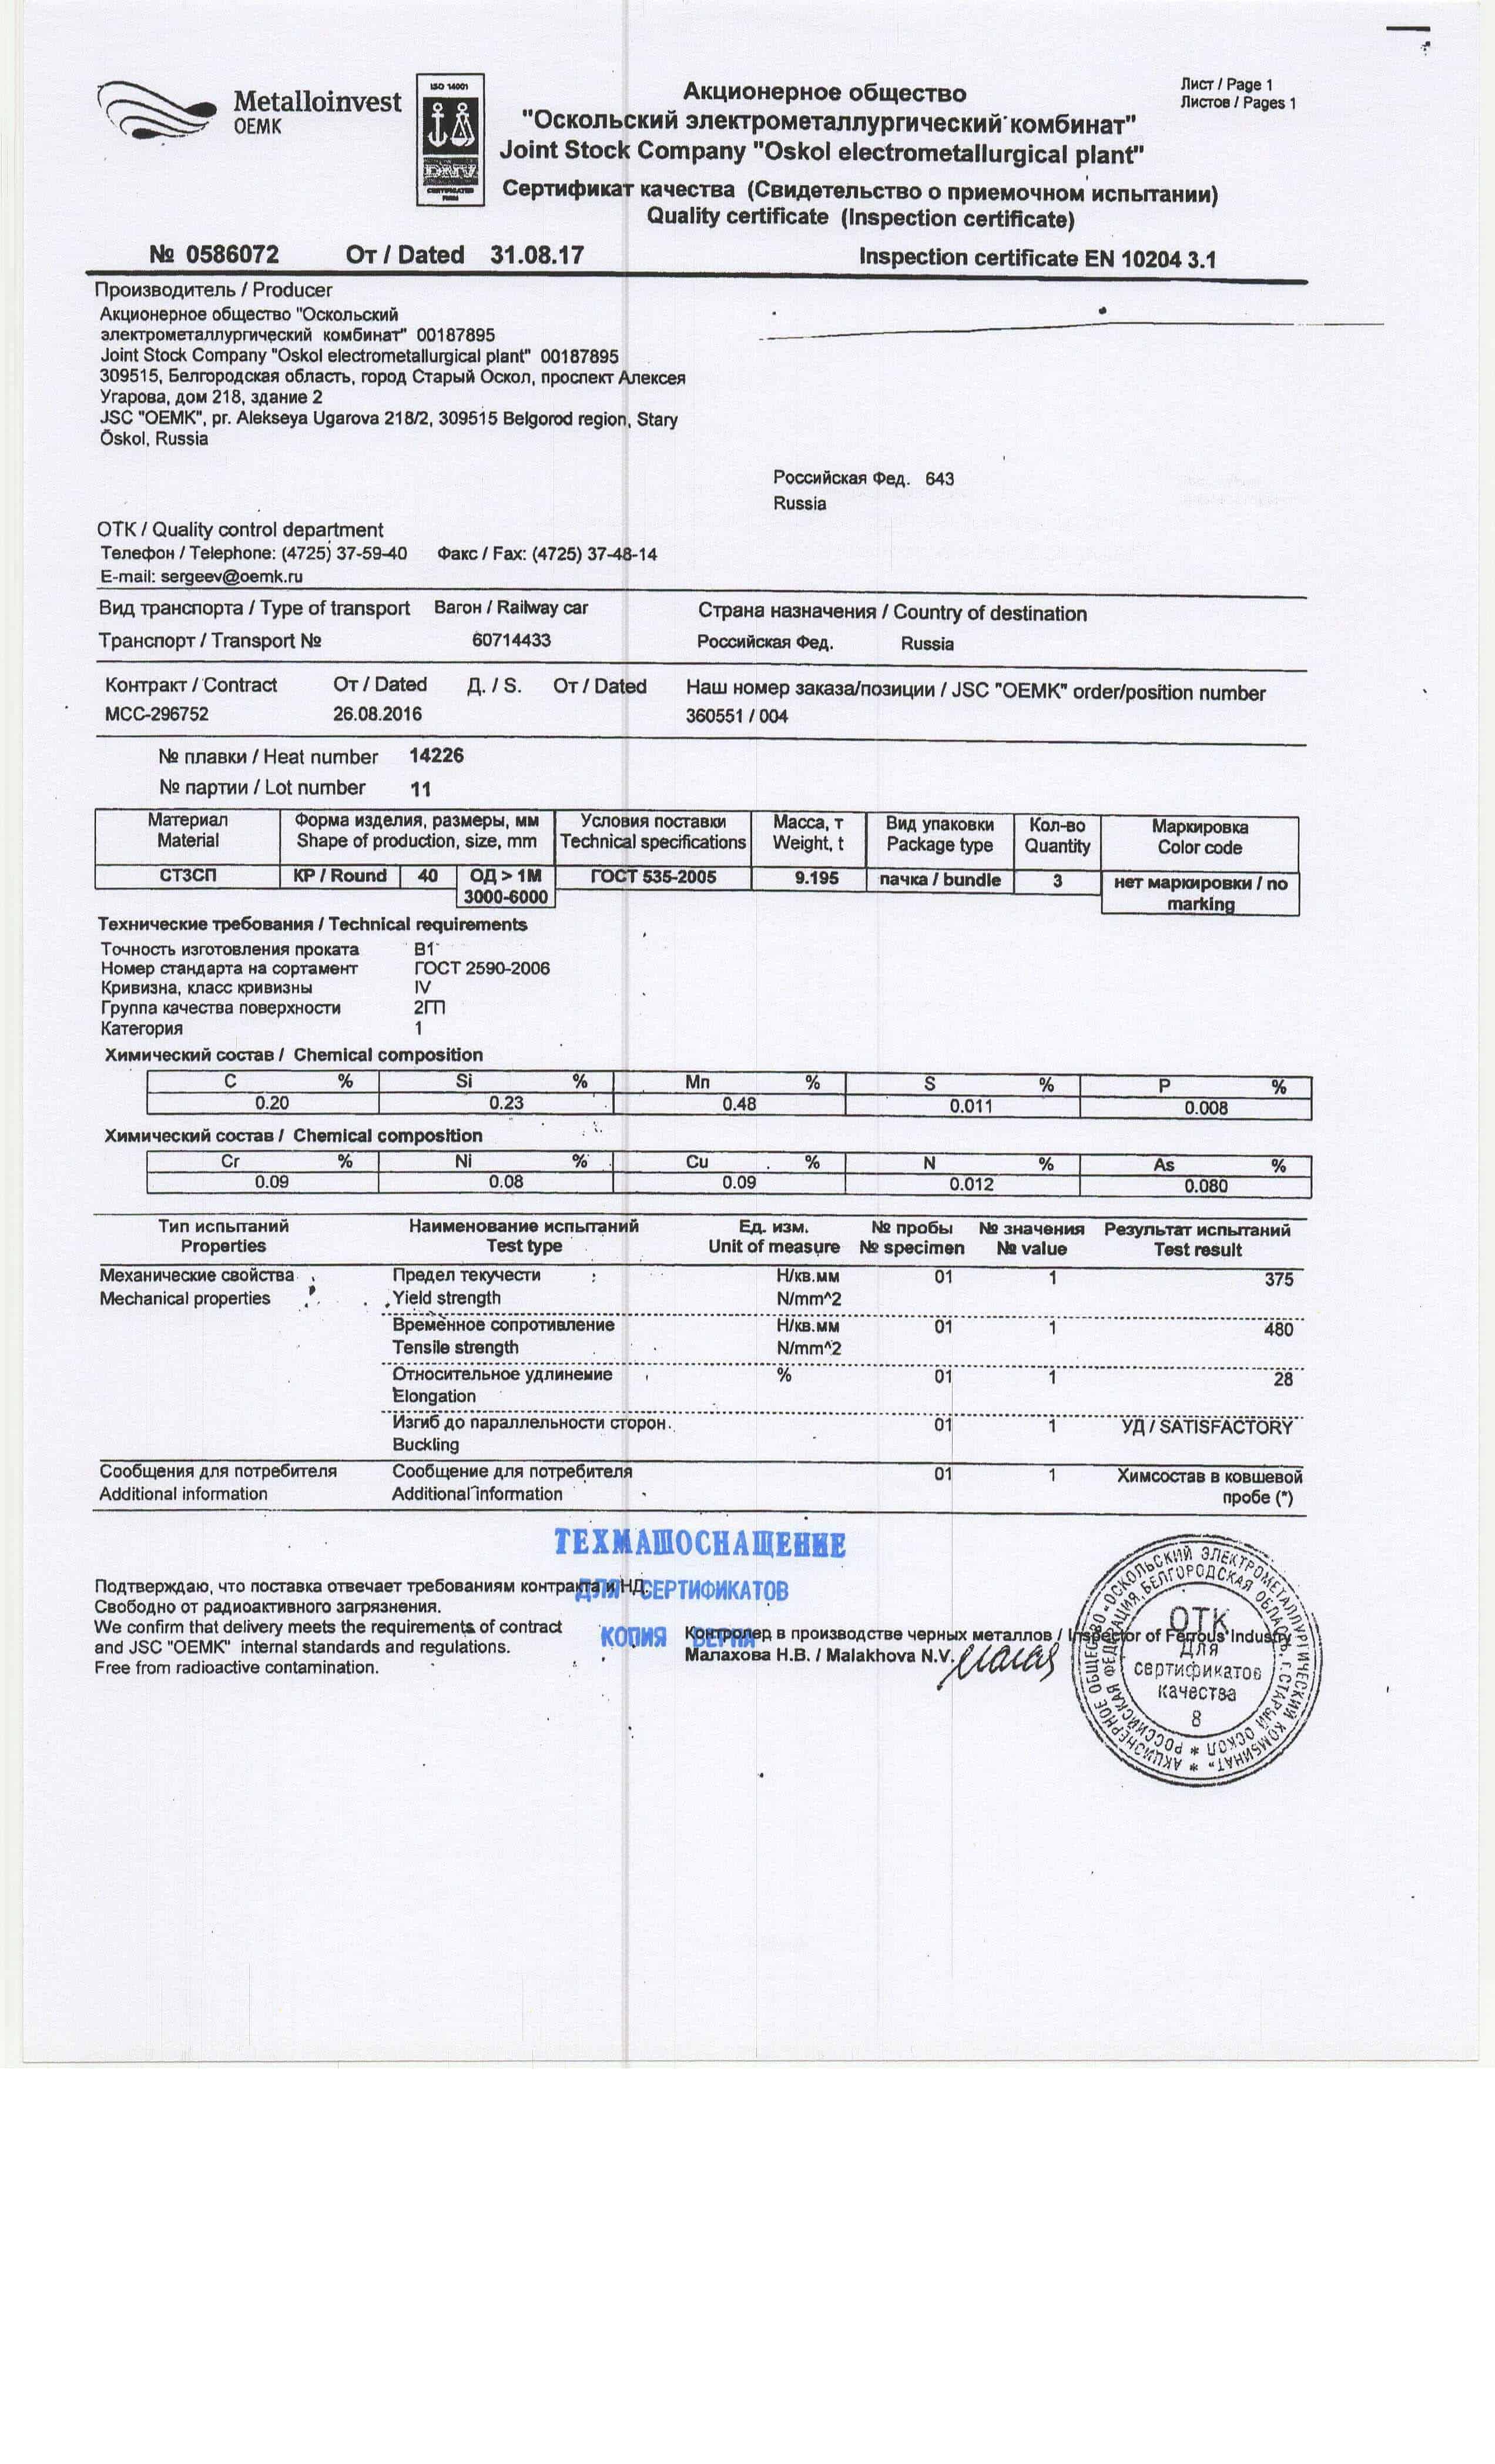 Лист / Page 1
Листов / Pages 1
Metalloinvest
OEMK
ISO 14001
DNV
Акционерное общество
"Оскольский электрометаллургический комбинат"
Joint Stock Company "Oskol electrometallurgical plant"
Сертификат качества (Свидетельство о приемочном испытании)
Quality certificate (Inspection certificate)
№ 0586072 От / Dated 31.08.17 Inspection certificate EN 10204 3.1
Производитель / Producer
Акционерное общество "Оскольский
электрометаллургический комбинат" 00187895
Joint Stock Company "Oskol electrometallurgical plant" 00187895
309515, Белгородская область, город Старый Оскол, проспект Алексея
Угарова, дом 218, здание 2
JSC "OEMK", pr. Alekseya Ugarova 218/2, 309515 Belgorod region, Stary
Oskol, Russia
Российская Фед. 643
Russia
ОТК / Quality control department
Телефон / Telephone: (4725) 37-59-40 Факс / Fax: (4725) 37-48-14
E-mail: sergeev@oemk.ru
Вид транспорта / Type of transport Вагон / Railway car Страна назначения / Country of destination
Транспорт / Transport № 60714433 Российская Фед. Russia
Контракт / Contract От / Dated Д. / S. От / Dated Наш номер заказа/позиции / JSC "OEMK" order/position number
МСС-296752 26.08.2016 360551 / 004
№ плавки / Heat number 14226
№ партии / Lot number 11
Материал Форма изделия, размеры, мм Условия поставки Масса, т Вид упаковки Кол-во Маркировка
Material Shape of production, size, mm Technical specifications Weight, t Package type Quantity Color code
СТ3СП КР / Round 40 ОД > 1М ГОСТ 535-2005 9.195 пачка / bundle 3 нет маркировки / no
3000-6000 marking
Технические требования / Technical requirements
Точность изготовления проката В1
Номер стандарта на сортамент ГОСТ 2590-2006
Кривизна, класс кривизны IV
Группа качества поверхности 2ГП
Категория 1
Химический состав / Chemical composition
C % Si % Mn % S % P %
0.20 0.23 0.48 0.011 0.008
Химический состав / Chemical composition
Cr % Ni % Cu % N % As %
0.09 0.08 0.09 0.012 0.080
Тип испытаний Наименование испытаний Ед. изм. № пробы № значения Результат испытаний
Properties Test type Unit of measure № specimen № value Test result
Механические свойства Предел текучести Н/кв.мм 01 1 375
Mechanical properties Yield strength N/mm^2
Временное сопротивление Н/кв.мм 01 1 480
Tensile strength N/mm^2
Относительное удлинение % 01 1 28
Elongation
Изгиб до параллельности сторон. 01 1 УД / SATISFACTORY
Buckling
Сообщения для потребителя Сообщение для потребителя 01 1 Химсостав в ковшевой
Additional information Additional information пробе (*)
ТЕХМАШОСНАЩЕНИЕ
ДЛЯ СЕРТИФИКАТОВ
КОПИЯ ВЕРНА
Подтверждаю, что поставка отвечает требованиям контракта и НД.
Свободно от радиоактивного загрязнения.
We confirm that delivery meets the requirements of contract
and JSC "OEMK" internal standards and regulations.
Free from radioactive contamination.
Контролер в производстве черных металлов / Inspector of Ferrous Industry
Малахова Н.В. / Malakhova N.V.
АКЦИОНЕРНОЕ ОБЩЕСТВО «ОСКОЛЬСКИЙ ЭЛЕКТРОМЕТАЛЛУРГИЧЕСКИЙ КОМБИНАТ» *
РОССИЙСКАЯ ФЕДЕРАЦИЯ, БЕЛГОРОДСКАЯ ОБЛАСТЬ, Г.СТАРЫЙ ОСКОЛ *
ОТК
для
сертификатов
качества
8